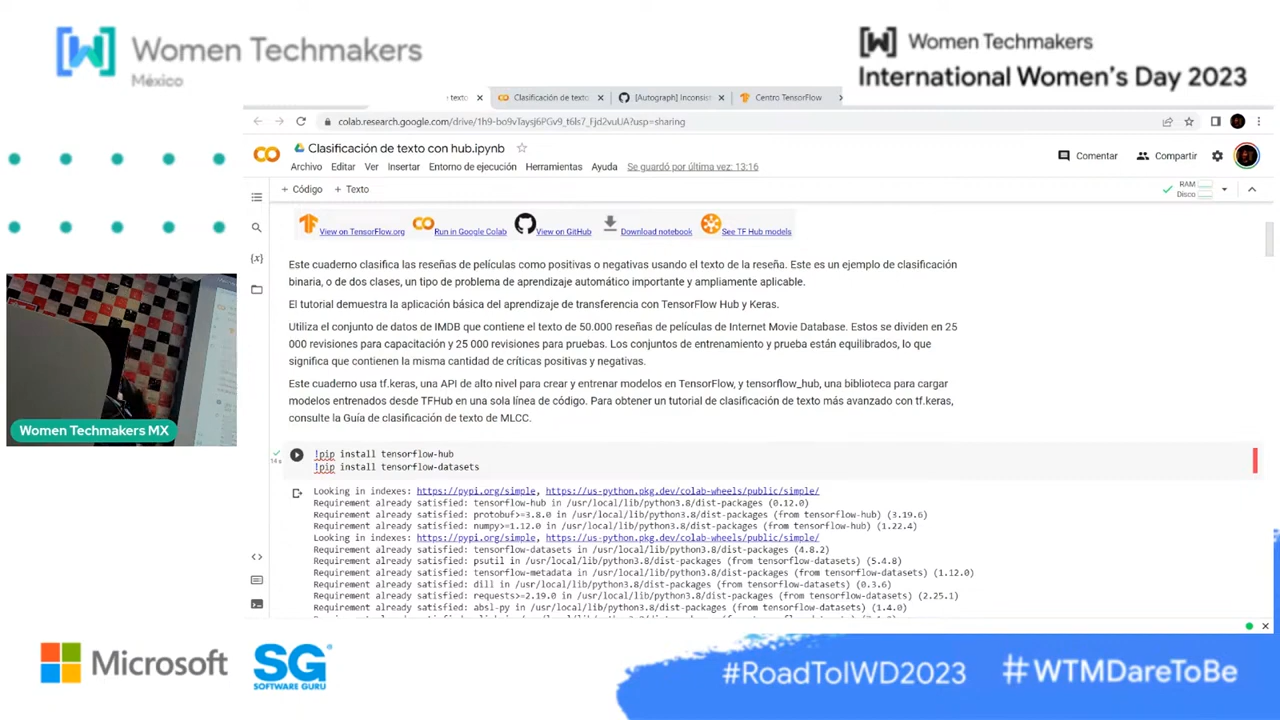 Women Techmakers
México
Women Techmakers
International Women's Day 2023
texto
Clasificación de texto
[Autograph] Inconsist
Centro TensorFlow
colab.research.google.com/drive/1h9-bo9vTaysj6PGv9_t6ls7_Fjd2vuUA?usp=sharing
Clasificación de texto con hub.ipynb
Comentar
Compartir
Archivo Editar Ver Insertar Entorno de ejecución Herramientas Ayuda Se guardó por última vez: 13:16
+ Código + Texto
RAM
Disco
View on TensorFlow.org Run in Google Colab View on GitHub Download notebook See TF Hub models
Este cuaderno clasifica las reseñas de películas como positivas o negativas usando el texto de la reseña. Este es un ejemplo de clasificación
binaria, o de dos clases, un tipo de problema de aprendizaje automático importante y ampliamente aplicable.
El tutorial demuestra la aplicación básica del aprendizaje de transferencia con TensorFlow Hub y Keras.
Utiliza el conjunto de datos de IMDB que contiene el texto de 50.000 reseñas de películas de Internet Movie Database. Estos se dividen en 25
000 revisiones para capacitación y 25 000 revisiones para pruebas. Los conjuntos de entrenamiento y prueba están equilibrados, lo que
significa que contienen la misma cantidad de críticas positivas y negativas.
Este cuaderno usa tf.keras, una API de alto nivel para crear y entrenar modelos en TensorFlow, y tensorflow_hub, una biblioteca para cargar
modelos entrenados desde TFHub en una sola línea de código. Para obtener un tutorial de clasificación de texto más avanzado con tf.keras,
consulte la Guía de clasificación de texto de MLCC.
14 s
!pip install tensorflow-hub
!pip install tensorflow-datasets
Looking in indexes: https://pypi.org/simple, https://us-python.pkg.dev/colab-wheels/public/simple/
Requirement already satisfied: tensorflow-hub in /usr/local/lib/python3.8/dist-packages (0.12.0)
Requirement already satisfied: protobuf>=3.8.0 in /usr/local/lib/python3.8/dist-packages (from tensorflow-hub) (3.19.6)
Requirement already satisfied: numpy>=1.12.0 in /usr/local/lib/python3.8/dist-packages (from tensorflow-hub) (1.22.4)
Looking in indexes: https://pypi.org/simple, https://us-python.pkg.dev/colab-wheels/public/simple/
Requirement already satisfied: tensorflow-datasets in /usr/local/lib/python3.8/dist-packages (4.8.2)
Requirement already satisfied: psutil in /usr/local/lib/python3.8/dist-packages (from tensorflow-datasets) (5.4.8)
Requirement already satisfied: tensorflow-metadata in /usr/local/lib/python3.8/dist-packages (from tensorflow-datasets) (1.12.0)
Requirement already satisfied: dill in /usr/local/lib/python3.8/dist-packages (from tensorflow-datasets) (0.3.6)
Requirement already satisfied: requests>=2.19.0 in /usr/local/lib/python3.8/dist-packages (from tensorflow-datasets) (2.25.1)
Requirement already satisfied: absl-py in /usr/local/lib/python3.8/dist-packages (from tensorflow-datasets) (1.4.0)
Women Techmakers MX
Microsoft
SG
SOFTWARE GURU
#RoadToIWD2023
#WTMDareToBe